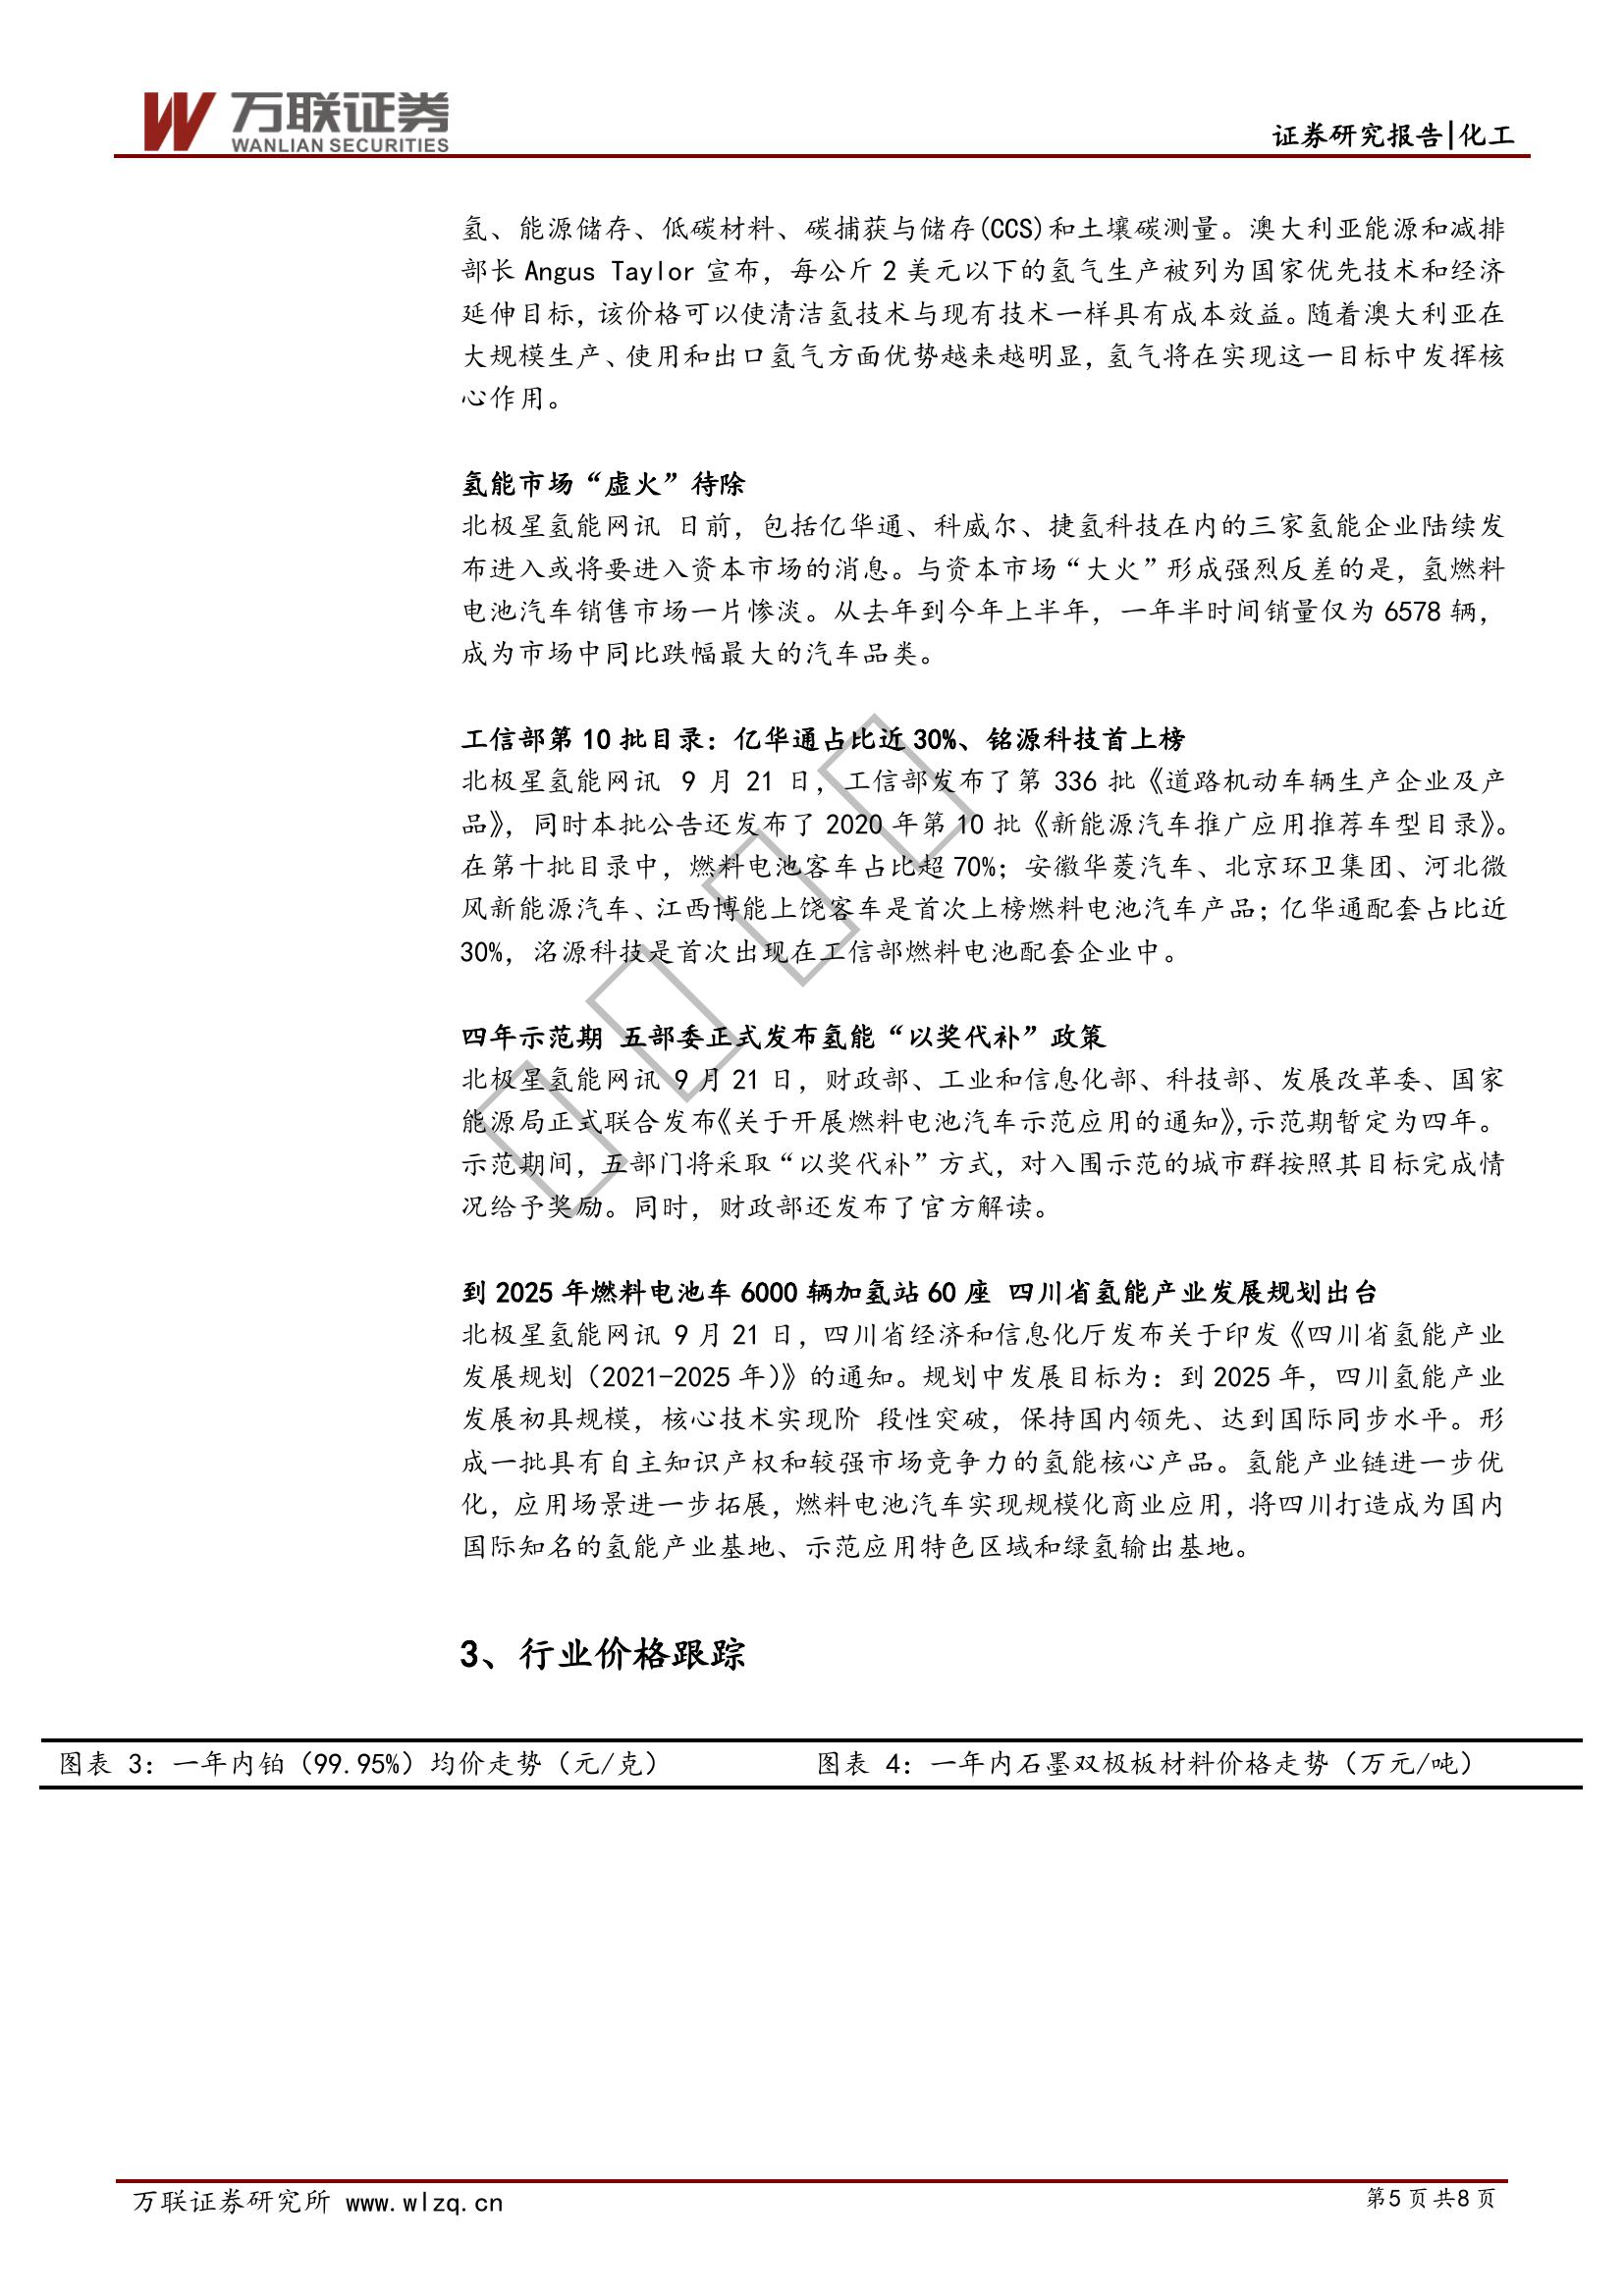 万联证券
WANLIAN SECURITIES
证券研究报告|化工
氢、能源储存、低碳材料、碳捕获与储存(CCS)和土壤碳测量。澳大利亚能源和减排
部长 Angus Taylor 宣布，每公斤 2 美元以下的氢气生产被列为国家优先技术和经济
延伸目标，该价格可以使清洁氢技术与现有技术一样具有成本效益。随着澳大利亚在
大规模生产、使用和出口氢气方面优势越来越明显，氢气将在实现这一目标中发挥核
心作用。
氢能市场“虚火”待除
北极星氢能网讯 日前，包括亿华通、科威尔、捷氢科技在内的三家氢能企业陆续发
布进入或将要进入资本市场的消息。与资本市场“大火”形成强烈反差的是，氢燃料
电池汽车销售市场一片惨淡。从去年到今年上半年，一年半时间销量仅为 6578 辆，
成为市场中同比跌幅最大的汽车品类。
工信部第 10 批目录：亿华通占比近 30%、铭源科技首上榜
北极星氢能网讯 9 月 21 日，工信部发布了第 336 批《道路机动车辆生产企业及产
品》，同时本批公告还发布了 2020 年第 10 批《新能源汽车推广应用推荐车型目录》。
在第十批目录中，燃料电池客车占比超 70%；安徽华菱汽车、北京环卫集团、河北微
风新能源汽车、江西博能上饶客车是首次上榜燃料电池汽车产品；亿华通配套占比近
30%，洺源科技是首次出现在工信部燃料电池配套企业中。
四年示范期 五部委正式发布氢能“以奖代补”政策
北极星氢能网讯 9 月 21 日，财政部、工业和信息化部、科技部、发展改革委、国家
能源局正式联合发布《关于开展燃料电池汽车示范应用的通知》，示范期暂定为四年。
示范期间，五部门将采取“以奖代补”方式，对入围示范的城市群按照其目标完成情
况给予奖励。同时，财政部还发布了官方解读。
到 2025 年燃料电池车 6000 辆加氢站 60 座 四川省氢能产业发展规划出台
北极星氢能网讯 9 月 21 日，四川省经济和信息化厅发布关于印发《四川省氢能产业
发展规划（2021-2025 年）》的通知。规划中发展目标为：到 2025 年，四川氢能产业
发展初具规模，核心技术实现阶 段性突破，保持国内领先、达到国际同步水平。形
成一批具有自主知识产权和较强市场竞争力的氢能核心产品。氢能产业链进一步优
化，应用场景进一步拓展，燃料电池汽车实现规模化商业应用，将四川打造成为国内
国际知名的氢能产业基地、示范应用特色区域和绿氢输出基地。
3、行业价格跟踪
图表 3：一年内铂（99.95%）均价走势（元/克）
图表 4：一年内石墨双极板材料价格走势（万元/吨）
万联证券研究所 www.wlzq.cn
第5页共8页